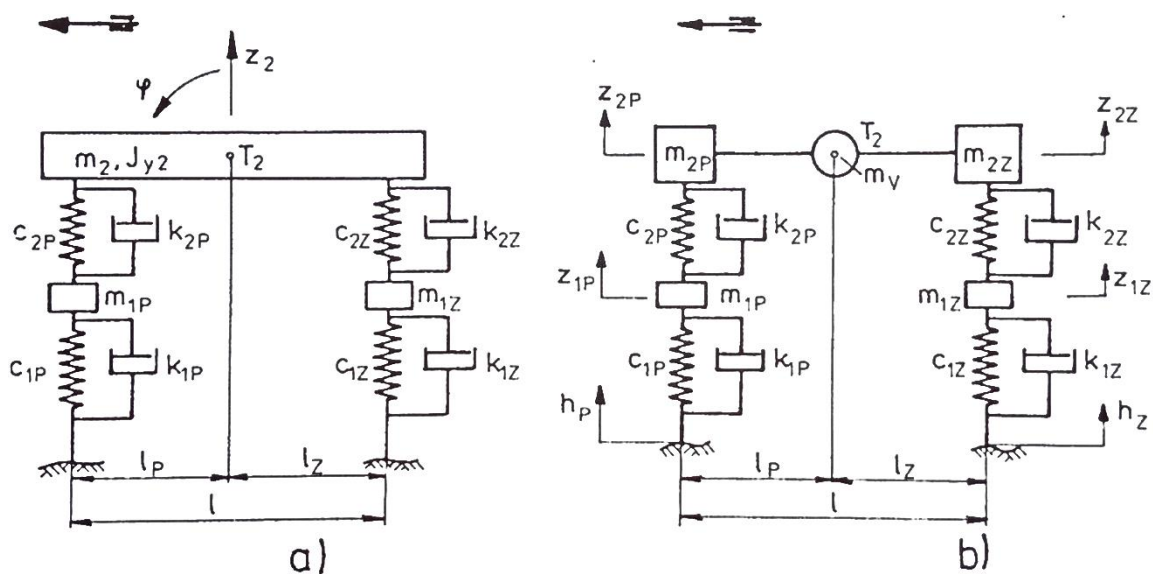 z2P
z2
φ
T2
m2, Jy2
c2P
k2P
c2Z
k2Z
m1P
m1Z
c1P
k1P
c1Z
k1Z
lP
lZ
l
a)
z2P
z2Z
T2
m2P
mv
m2Z
c2P
k2P
c2Z
k2Z
z1P
z1Z
m1P
m1Z
c1P
k1P
c1Z
k1Z
hP
hZ
lP
lZ
l
b)